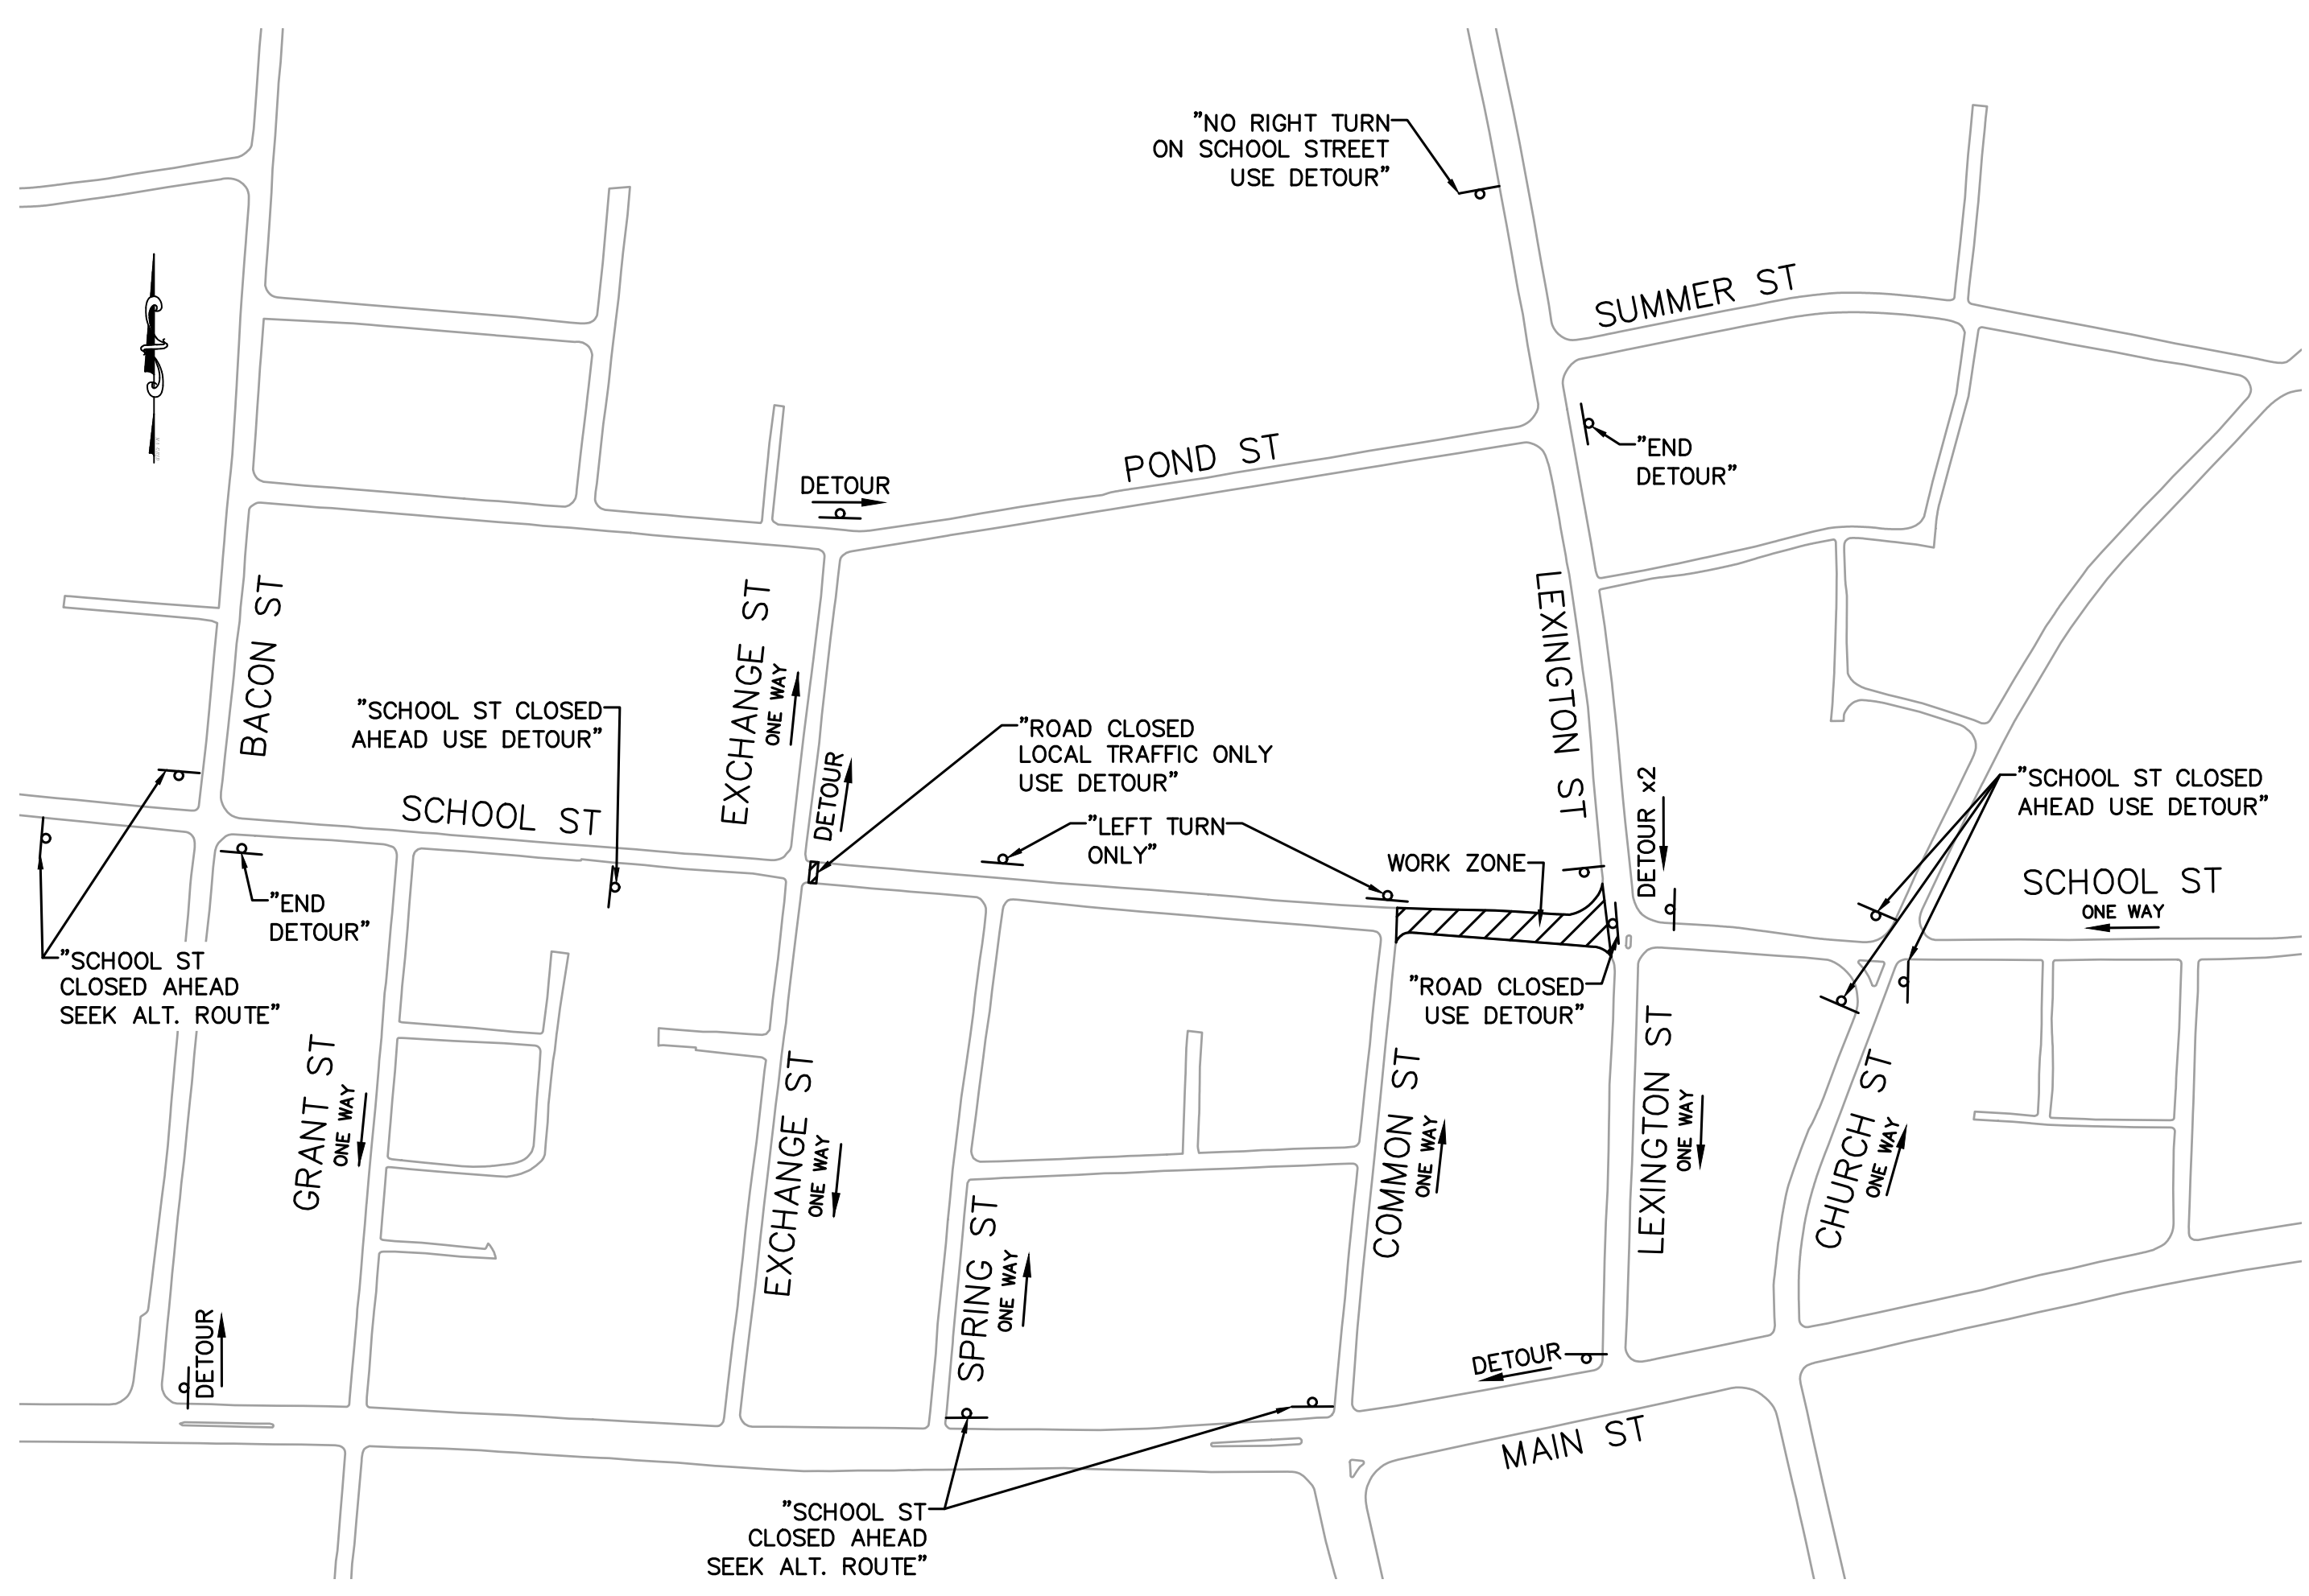 "NO RIGHT TURN
ON SCHOOL STREET
USE DETOUR"
SUMMER ST
POND ST
"END
DETOUR"
DETOUR
BACON ST
EXCHANGE ST
ONE WAY
LEXINGTON ST
"SCHOOL ST CLOSED
AHEAD USE DETOUR"
"ROAD CLOSED
LOCAL TRAFFIC ONLY
USE DETOUR"
DETOUR
SCHOOL ST
"LEFT TURN
ONLY"
WORK ZONE
DETOUR x2
"SCHOOL ST CLOSED
AHEAD USE DETOUR"
SCHOOL ST
ONE WAY
"END
DETOUR"
"SCHOOL ST
CLOSED AHEAD
SEEK ALT. ROUTE"
"ROAD CLOSED
USE DETOUR"
GRANT ST
ONE WAY
EXCHANGE ST
ONE WAY
SPRING ST
ONE WAY
COMMON ST
ONE WAY
LEXINGTON ST
ONE WAY
CHURCH ST
ONE WAY
DETOUR
DETOUR
MAIN ST
"SCHOOL ST
CLOSED AHEAD
SEEK ALT. ROUTE"